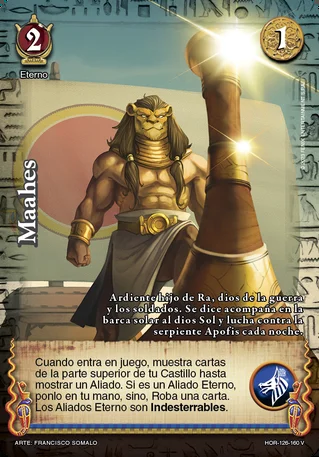 2
1
Eterno
Maahes
Ardiente hijo de Ra, dios de la guerra
y los soldados. Se dice acompaña en la
barca solar al dios Sol y lucha contra la
serpiente Apofis cada noche.
Cuando entra en juego, muestra cartas
de la parte superior de tu Castillo hasta
mostrar un Aliado. Si es un Aliado Eterno,
ponlo en tu mano, sino, Roba una carta.
Los Aliados Eternos son Indesterrables.
ARTE: FRANCISCO SOMALO
HOR-126-160 V